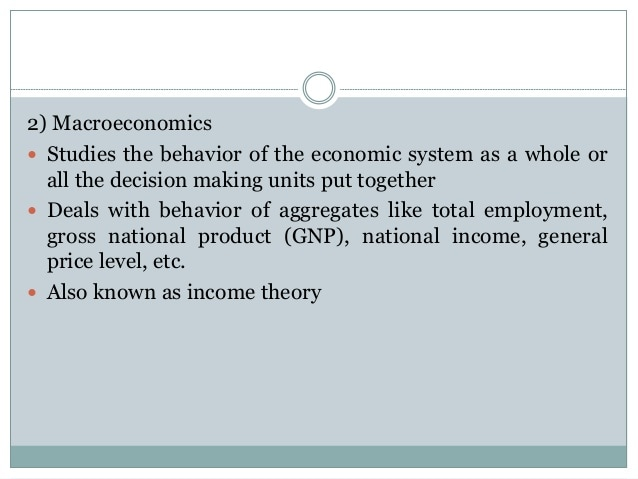 2) Macroeconomics
• Studies the behavior of the economic system as a whole or
all the decision making units put together
• Deals with behavior of aggregates like total employment,
gross national product (GNP), national income, general
price level, etc.
• Also known as income theory